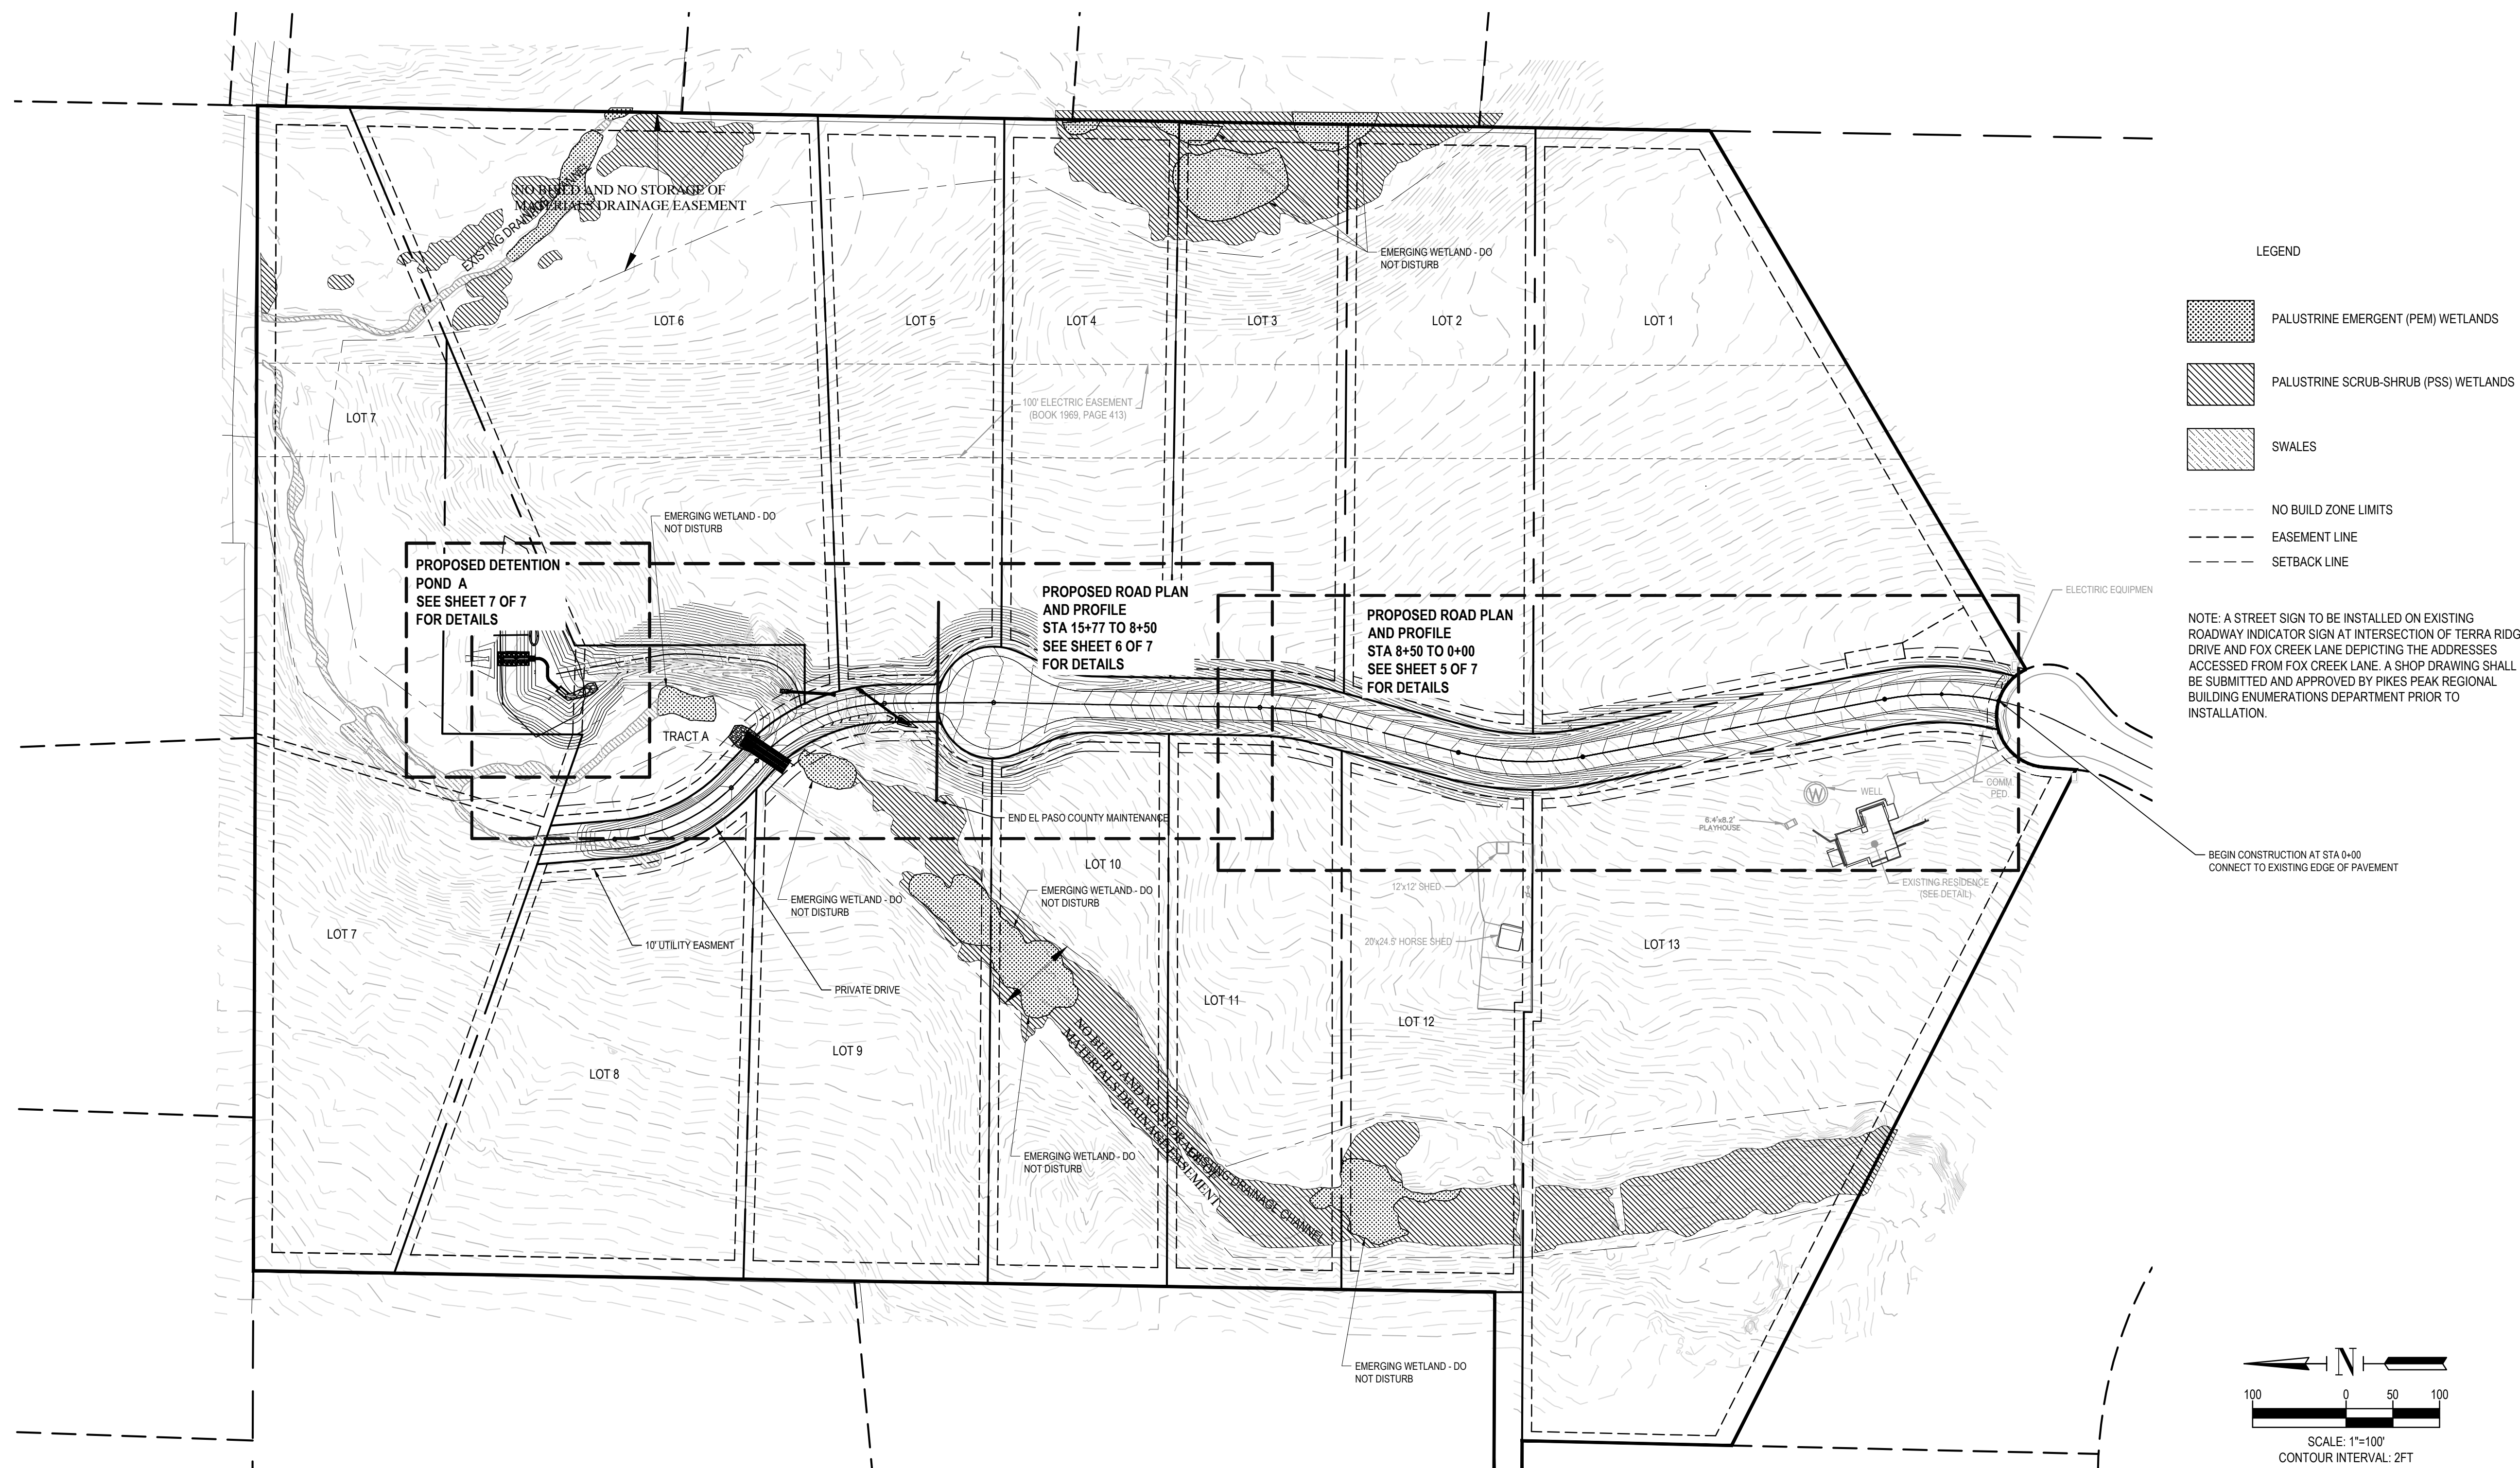 NO BUILD AND NO STORAGE OF
MATERIALS DRAINAGE EASEMENT
EXISTING DRAINAGE CHANNEL
EMERGING WETLAND - DO
NOT DISTURB
LOT 6
LOT 5
LOT 4
LOT 3
LOT 2
LOT 1
LOT 7
100' ELECTRIC EASEMENT
(BOOK 1969, PAGE 413)
EMERGING WETLAND - DO
NOT DISTURB
PROPOSED DETENTION
POND A
SEE SHEET 7 OF 7
FOR DETAILS
PROPOSED ROAD PLAN
AND PROFILE
STA 15+77 TO 8+50
SEE SHEET 6 OF 7
FOR DETAILS
PROPOSED ROAD PLAN
AND PROFILE
STA 8+50 TO 0+00
SEE SHEET 5 OF 7
FOR DETAILS
ELECTRIC EQUIPMEN
TRACT A
COMM.
PED.
WELL
W
6.4'x8.2'
PLAYHOUSE
END EL PASO COUNTY MAINTENANCE
BEGIN CONSTRUCTION AT STA 0+00
CONNECT TO EXISTING EDGE OF PAVEMENT
LOT 10
12'x12' SHED
EXISTING RESIDENCE
(SEE DETAIL)
EMERGING WETLAND - DO
NOT DISTURB
EMERGING WETLAND - DO
NOT DISTURB
LOT 7
10' UTILITY EASMENT
20'x24.5' HORSE SHED
LOT 13
PRIVATE DRIVE
LOT 11
LOT 12
LOT 9
LOT 8
NO BUILD AND NO STORAGE OF
MATERIALS DRAINAGE EASEMENT
EXISTING DRAINAGE CHANNEL
EMERGING WETLAND - DO
NOT DISTURB
EMERGING WETLAND - DO
NOT DISTURB
LEGEND
PALUSTRINE EMERGENT (PEM) WETLANDS
PALUSTRINE SCRUB-SHRUB (PSS) WETLANDS
SWALES
NO BUILD ZONE LIMITS
EASEMENT LINE
SETBACK LINE
NOTE: A STREET SIGN TO BE INSTALLED ON EXISTING
ROADWAY INDICATOR SIGN AT INTERSECTION OF TERRA RIDG
DRIVE AND FOX CREEK LANE DEPICTING THE ADDRESSES
ACCESSED FROM FOX CREEK LANE. A SHOP DRAWING SHALL
BE SUBMITTED AND APPROVED BY PIKES PEAK REGIONAL
BUILDING ENUMERATIONS DEPARTMENT PRIOR TO
INSTALLATION.
N
100 0 50 100
SCALE: 1"=100'
CONTOUR INTERVAL: 2FT